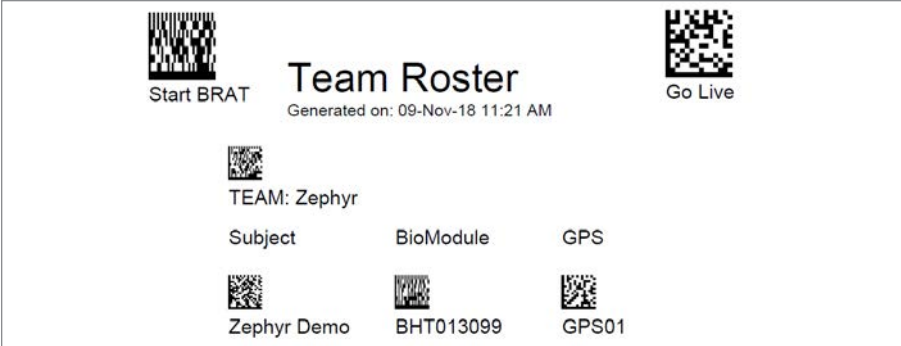 Start BRAT
Team Roster
Go Live
Generated on: 09-Nov-18 11:21 AM
TEAM: Zephyr
Subject BioModule GPS
Zephyr Demo BHT013099 GPS01